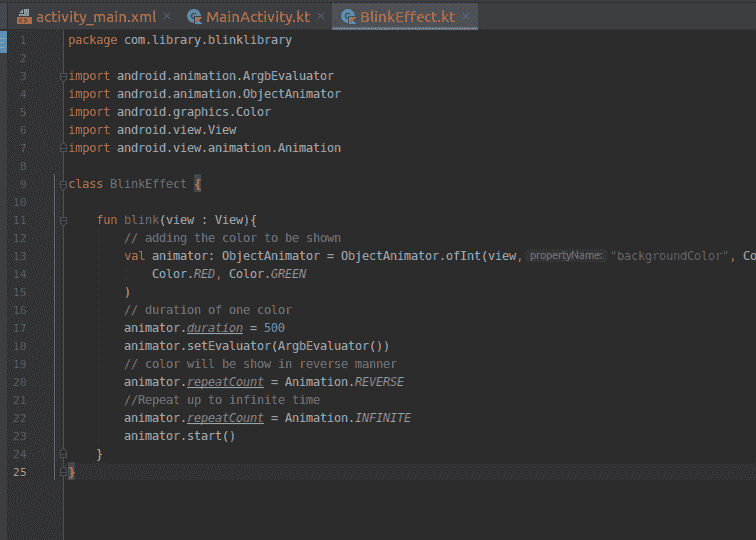 activity_main.xml MainActivity.kt BlinkEffect.kt
1 package com.library.blinklibrary
2
3 import android.animation.ArgbEvaluator
4 import android.animation.ObjectAnimator
5 import android.graphics.Color
6 import android.view.View
7 import android.view.animation.Animation
8
9 class BlinkEffect {
10
11 fun blink(view : View){
12 // adding the color to be shown
13 val animator: ObjectAnimator = ObjectAnimator.ofInt(view, propertyName: "backgroundColor", Co
14 Color.RED, Color.GREEN
15 )
16 // duration of one color
17 animator.duration = 500
18 animator.setEvaluator(ArgbEvaluator())
19 // color will be show in reverse manner
20 animator.repeatCount = Animation.REVERSE
21 //Repeat up to infinite time
22 animator.repeatCount = Animation.INFINITE
23 animator.start()
24 }
25 }